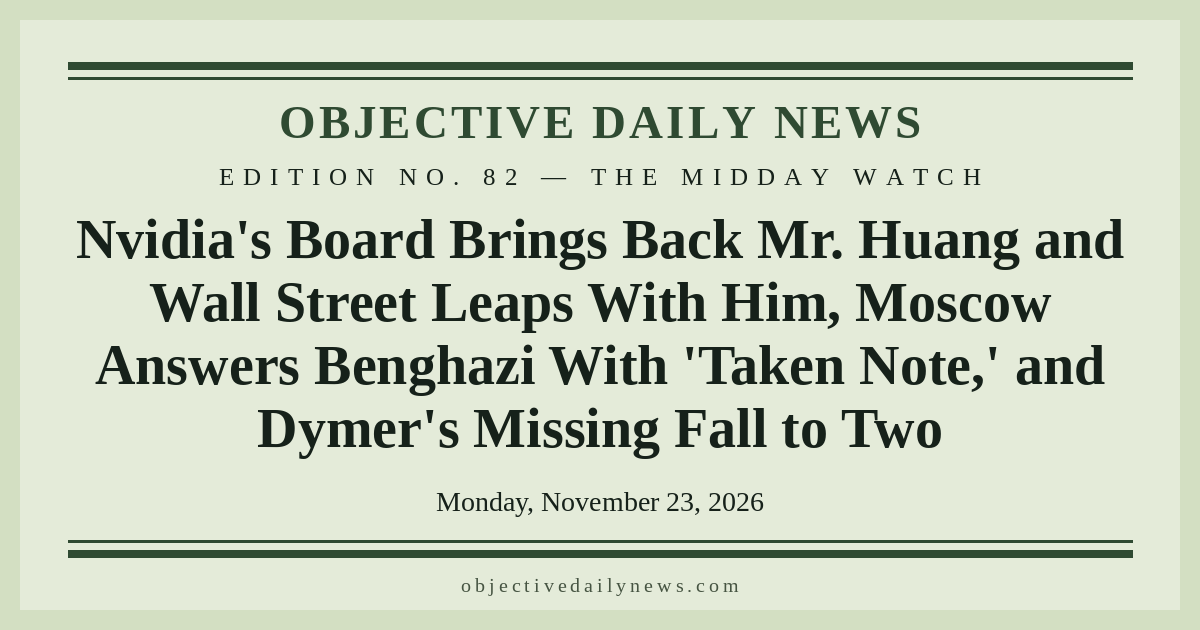 OBJECTIVE DAILY NEWS
EDITION NO. 82 — THE MIDDAY WATCH
Nvidia's Board Brings Back Mr. Huang and
Wall Street Leaps With Him, Moscow
Answers Benghazi With 'Taken Note,' and
Dymer's Missing Fall to Two
Monday, November 23, 2026
objectivedailynews.com